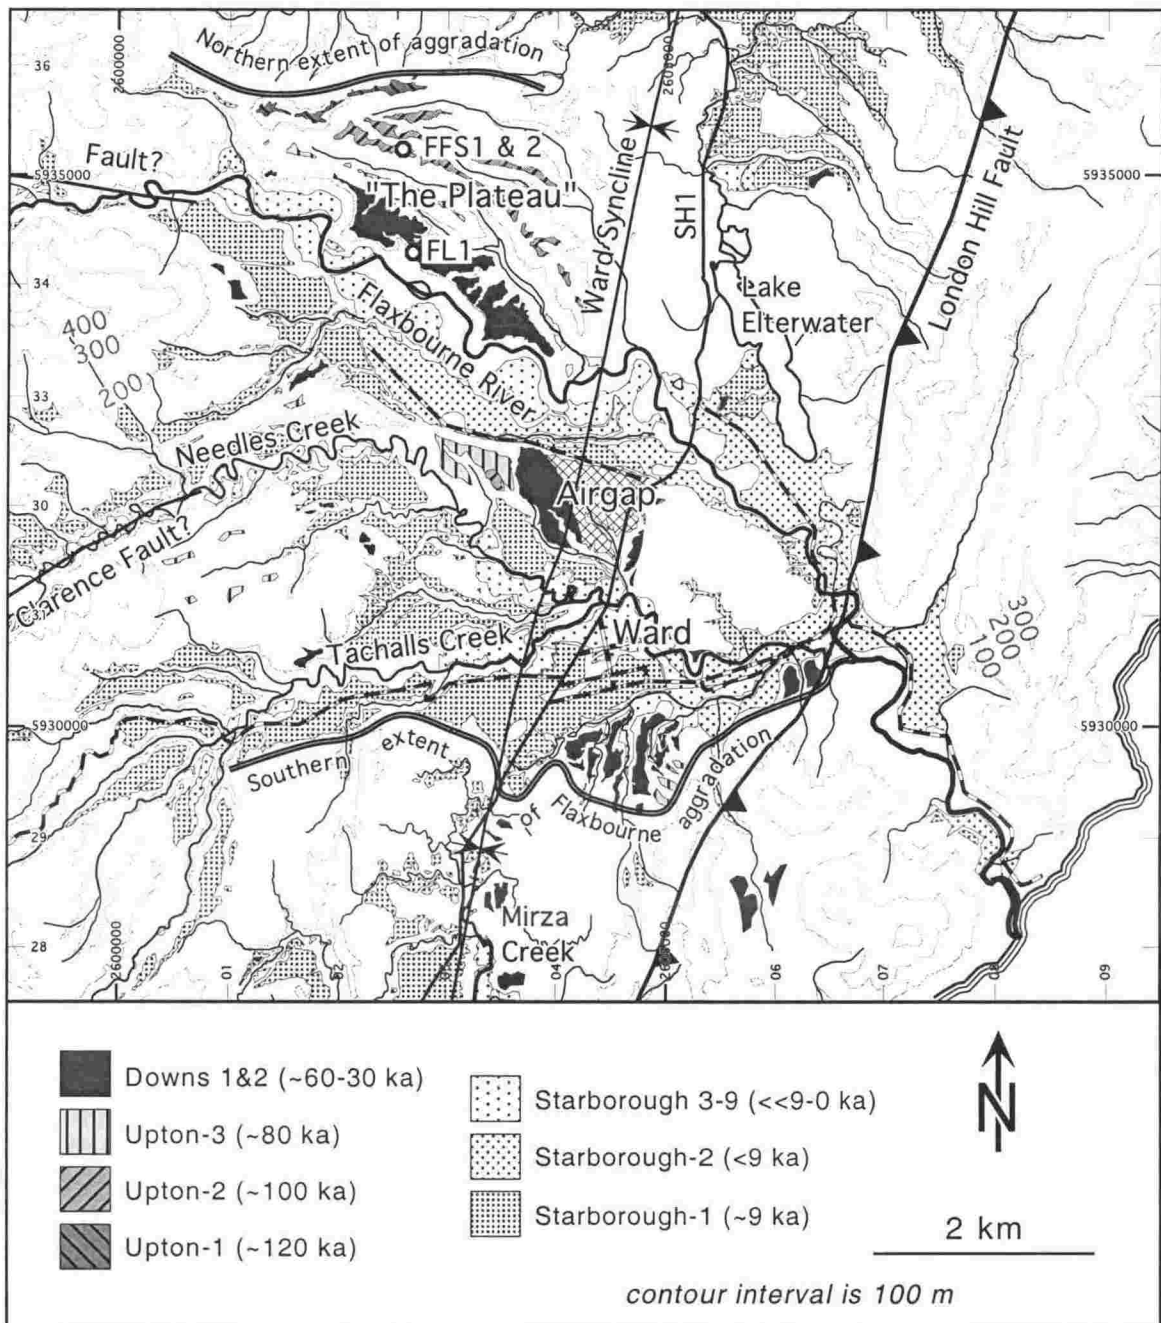 Northern extent of aggradation
36
2600000
2605000
FFS1 & 2
Fault?
5935000
5935000
"The Plateau"
Ward Syncline
SH1
London Hill Fault
FL1
34
Lake
Elterwater
Flaxbourne River
400
300
200
33
Needles Creek
Airgap
30
Clarence Fault?
Tachalls Creek
Ward
300
200
100
5930000
5930000
Southern extent of Flaxbourne aggradation
29
Mirza
Creek
28
2600000
01
02
04
06
07
08
09
Downs 1&2 (~60-30 ka)
Upton-3 (~80 ka)
Upton-2 (~100 ka)
Upton-1 (~120 ka)
Starborough 3-9 (<<9-0 ka)
Starborough-2 (<9 ka)
Starborough-1 (~9 ka)
N
2 km
contour interval is 100 m